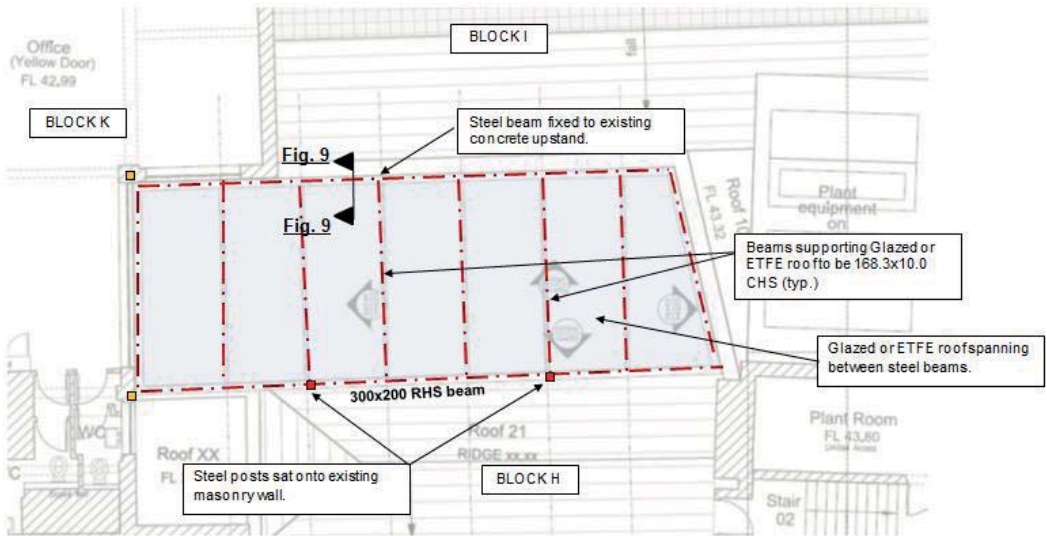 BLOCK I
fall
Office
(Yellow Door)
FL 42,99
BLOCK K
Steel beam fixed to existing
concrete upstand.
Fig. 9
Fig. 9
Roof 10
FL 43.32
Plant
equipment
on
Beams supporting Glazed or
ETFE roof to be 168.3x10.0
CHS (typ.)
Glazed or ETFE roof spanning
between steel beams.
300x200 RHS beam
WC
Roof XX
FL
Roof 21
RIDGE xx.xx
Plant Room
FL 43,80
Steel posts sat onto existing
masonry wall.
BLOCK H
Stair
02